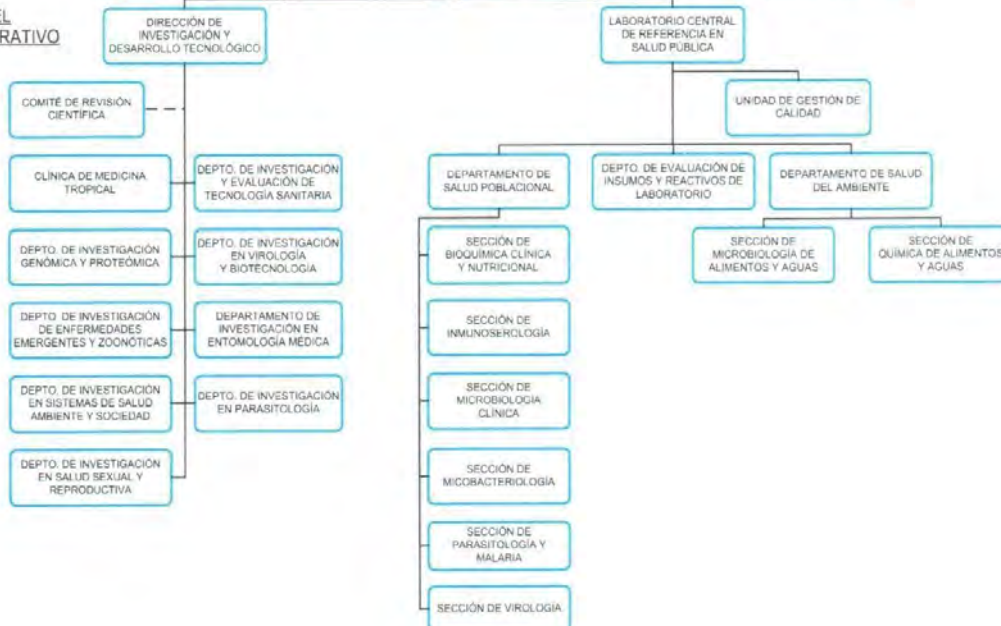 EL
RATIVO
DIRECCIÓN DE
INVESTIGACIÓN Y
DESARROLLO TECNOLÓGICO
LABORATORIO CENTRAL
DE REFERENCIA EN
SALUD PÚBLICA
COMITÉ DE REVISIÓN
CIENTÍFICA
UNIDAD DE GESTIÓN DE
CALIDAD
CLÍNICA DE MEDICINA
TROPICAL
DEPTO. DE INVESTIGACIÓN
Y EVALUACIÓN DE
TECNOLOGÍA SANITARIA
DEPARTAMENTO DE
SALUD POBLACIONAL
DEPTO. DE EVALUACIÓN DE
INSUMOS Y REACTIVOS DE
LABORATORIO
DEPARTAMENTO DE SALUD
DEL AMBIENTE
DEPTO. DE INVESTIGACIÓN
GENÓMICA Y PROTEÓMICA
DEPTO. DE INVESTIGACIÓN
EN VIROLOGÍA
Y BIOTECNOLOGÍA
SECCIÓN DE
BIOQUÍMICA CLÍNICA
Y NUTRICIONAL
SECCIÓN DE
MICROBIOLOGÍA DE
ALIMENTOS Y AGUAS
SECCIÓN DE
QUÍMICA DE ALIMENTOS
Y AGUAS
DEPTO. DE INVESTIGACIÓN
DE ENFERMEDADES
EMERGENTES Y ZOONÓTICAS
DEPARTAMENTO DE
INVESTIGACIÓN EN
ENTOMOLOGÍA MÉDICA
SECCIÓN DE
INMUNOSEROLOGÍA
DEPTO. DE INVESTIGACIÓN
EN SISTEMAS DE SALUD
AMBIENTE Y SOCIEDAD
DEPTO. DE INVESTIGACIÓN
EN PARASITOLOGÍA
SECCIÓN DE
MICROBIOLOGÍA
CLÍNICA
DEPTO. DE INVESTIGACIÓN
EN SALUD SEXUAL Y
REPRODUCTIVA
SECCIÓN DE
MICOBACTERIOLOGÍA
SECCIÓN DE
PARASITOLOGÍA Y
MALARIA
SECCIÓN DE VIROLOGÍA